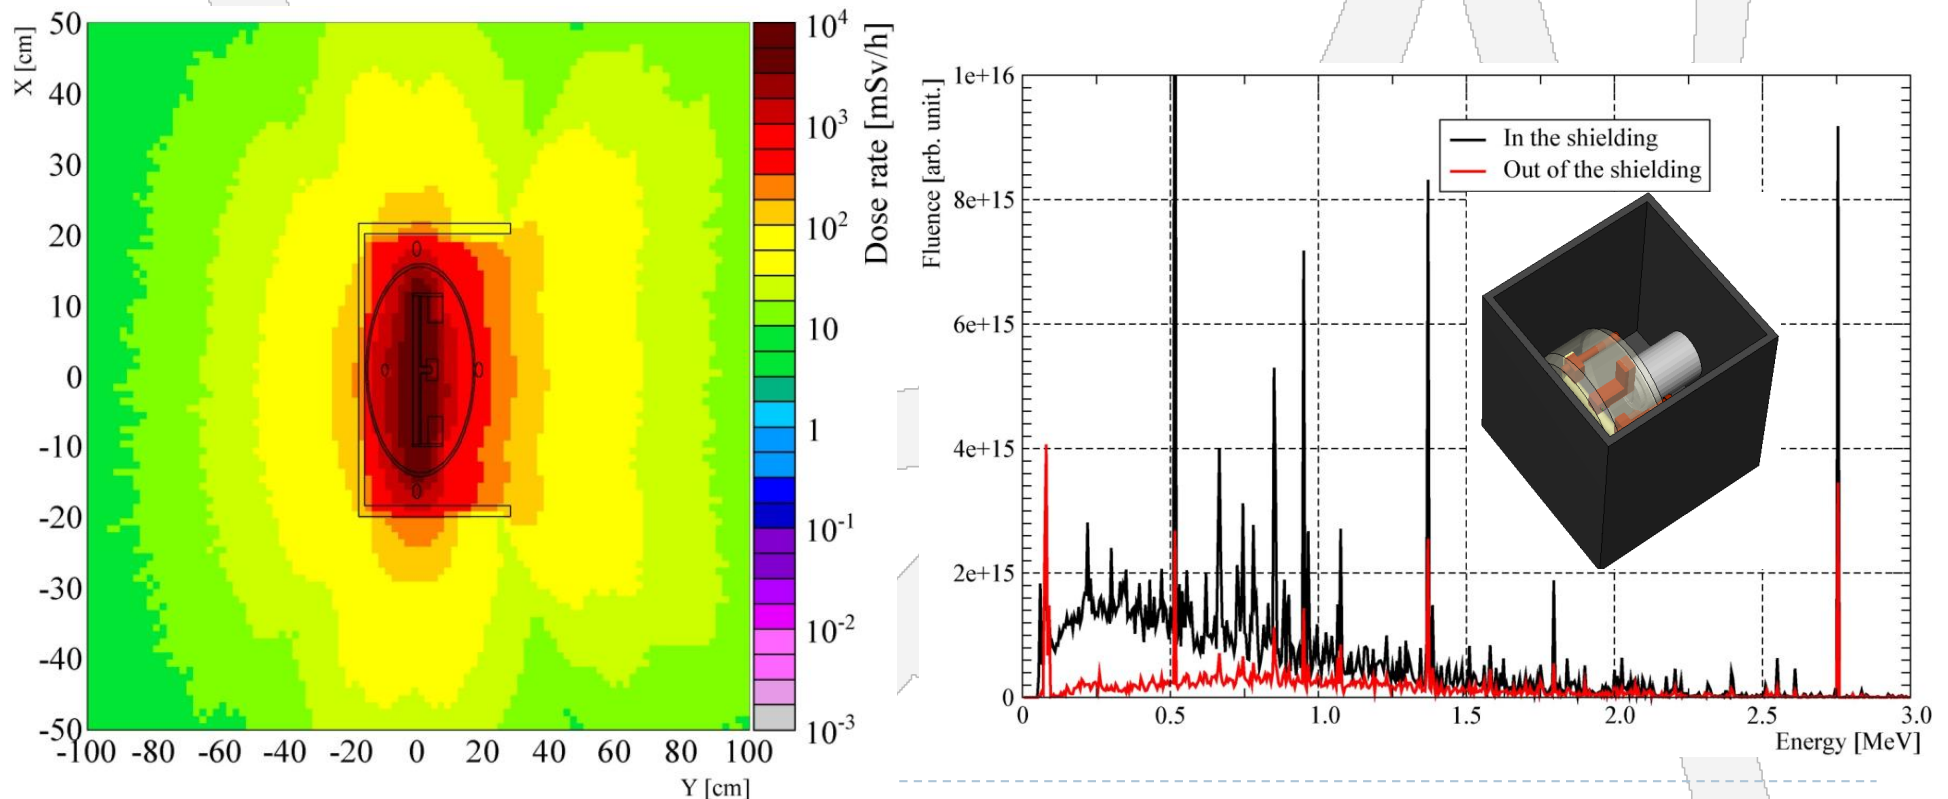 X [cm]
50
40
30
20
10
0
-10
-20
-30
-40
-50
-100 -80 -60 -40 -20 0 20 40 60 80 100
Y [cm]
10^4
10^3
10^2
10
1
10^-1
10^-2
10^-3
Dose rate [mSv/h]
Fluence [arb. unit.]
1e+16
8e+15
6e+15
4e+15
2e+15
0
In the shielding
Out of the shielding
0 0.5 1.0 1.5 2.0 2.5 3.0
Energy [MeV]